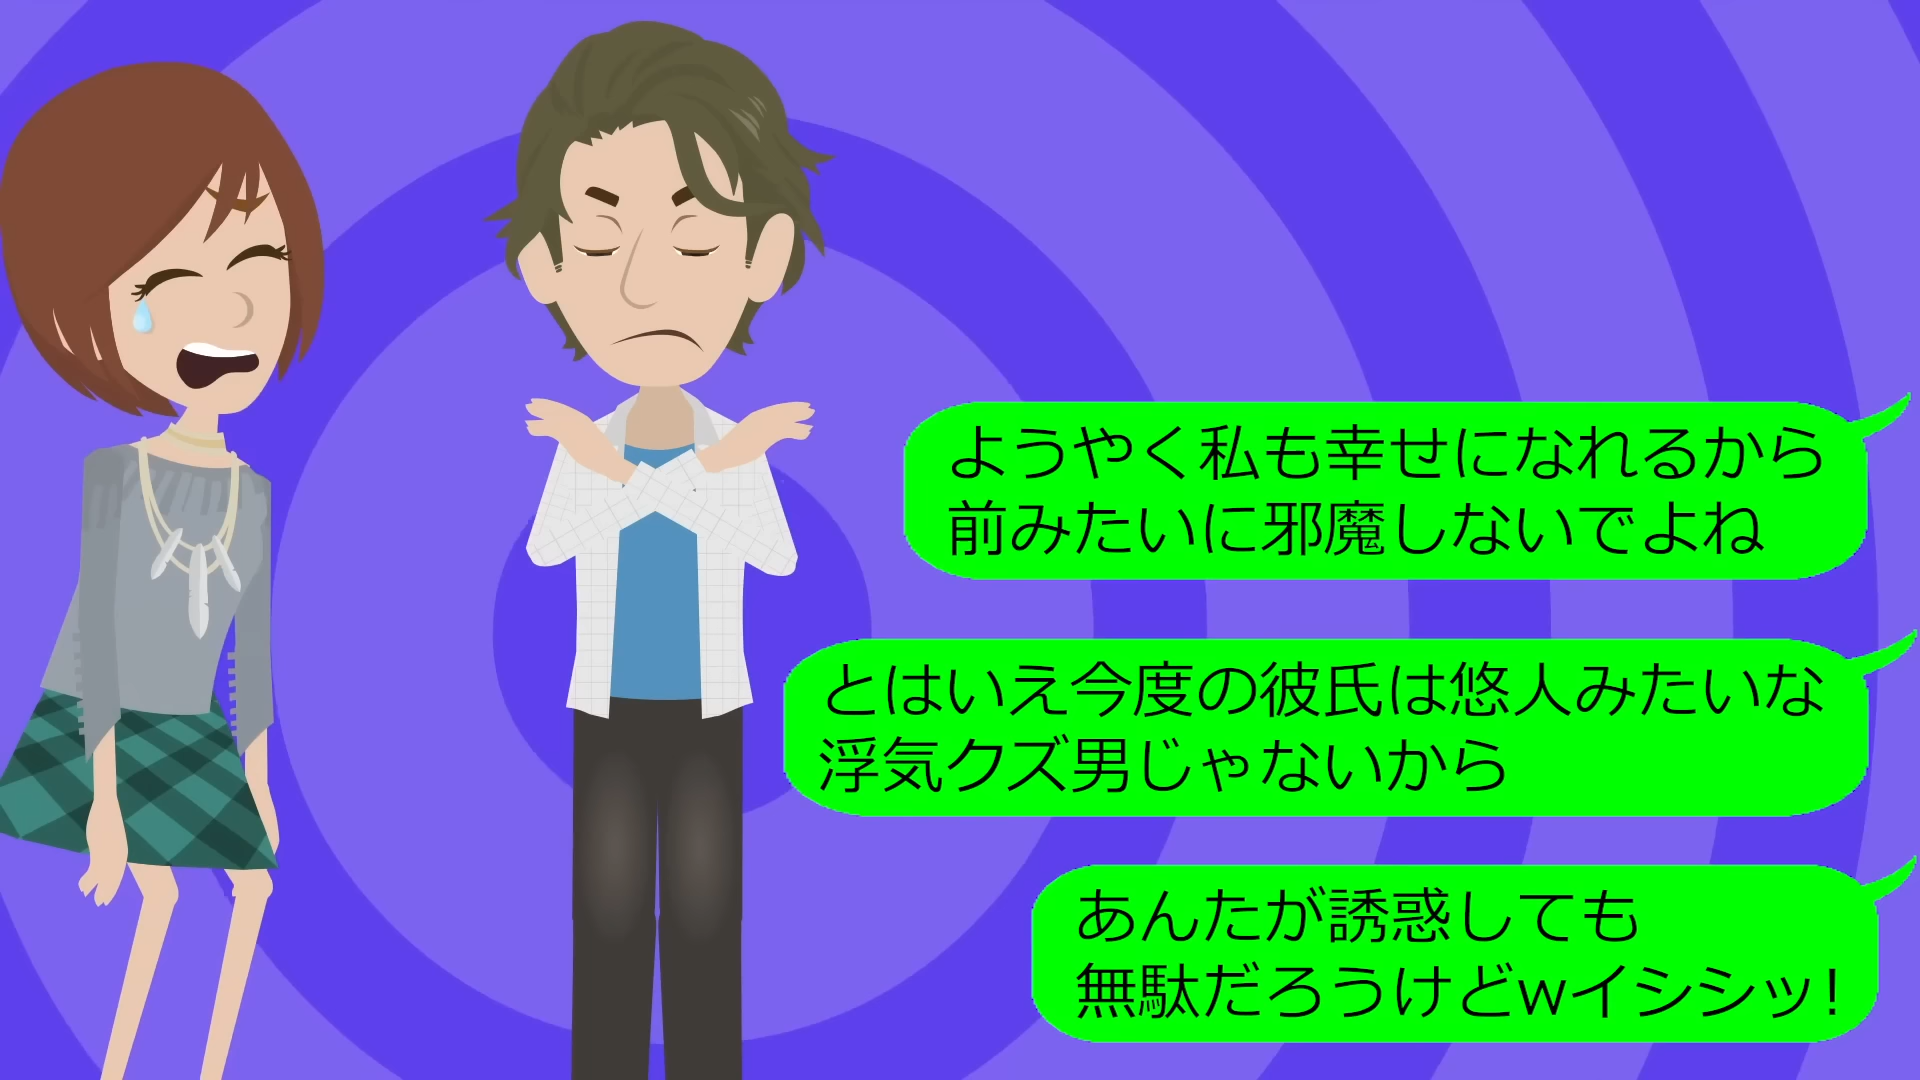 ようやく私も幸せになれるから
前みたいに邪魔しないでよね
とはいえ今度の彼氏は悠人みたいな
浮気クズ男じゃないから
あんたが誘惑しても
無駄だろうけどwイシシッ!